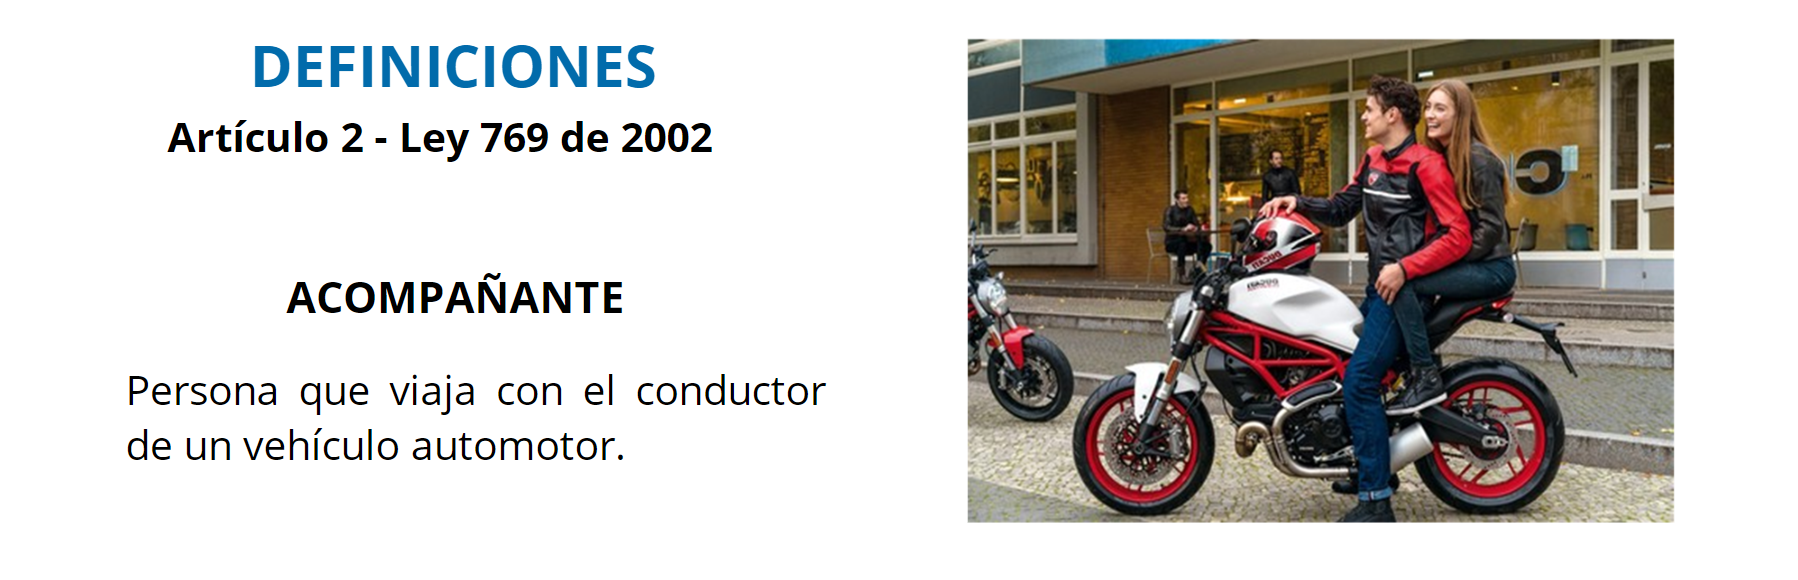 DEFINICIONES
Artículo 2 - Ley 769 de 2002
ACOMPAÑANTE
Persona que viaja con el conductor
de un vehículo automotor.